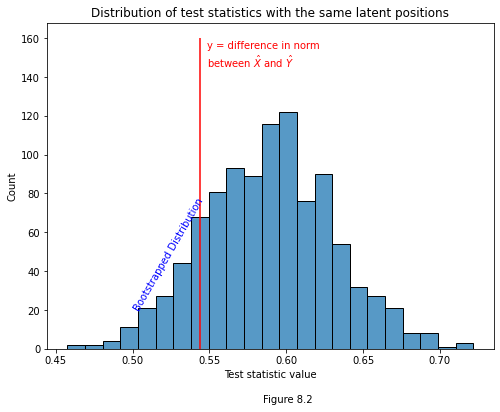 Distribution of test statistics with the same latent positions
160
140
120
100
80
60
40
20
0
Count
y = difference in norm
between X̂ and Ŷ
Bootstrapped Distribution
0.45
0.50
0.55
0.60
0.65
0.70
Test statistic value
Figure 8.2